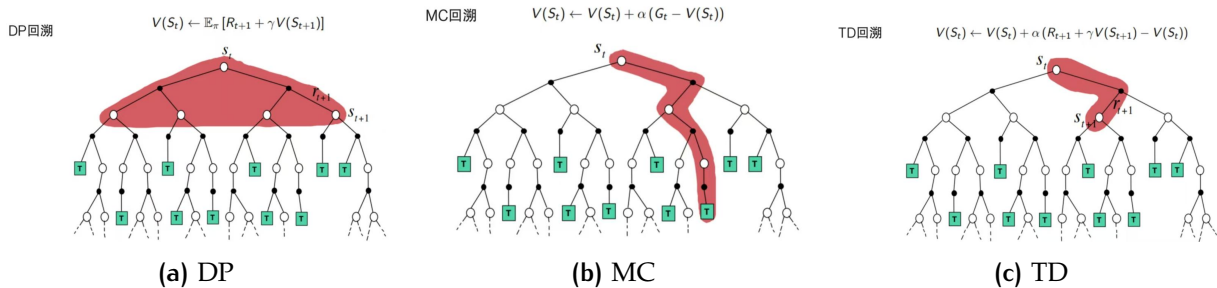 DP回溯
V(S_t) ← 𝔼_π [R_{t+1} + γV(S_{t+1})]
s_t
r_{t+1}
s_{t+1}
T T T T T
T T T T T
(a) DP
MC回溯
V(S_t) ← V(S_t) + α (G_t − V(S_t))
s_t
T T T T T
T T T T T
(b) MC
TD回溯
V(S_t) ← V(S_t) + α (R_{t+1} + γV(S_{t+1}) − V(S_t))
s_t
r_{t+1}
s_{t+1}
T T T T T
T T T T T
(c) TD